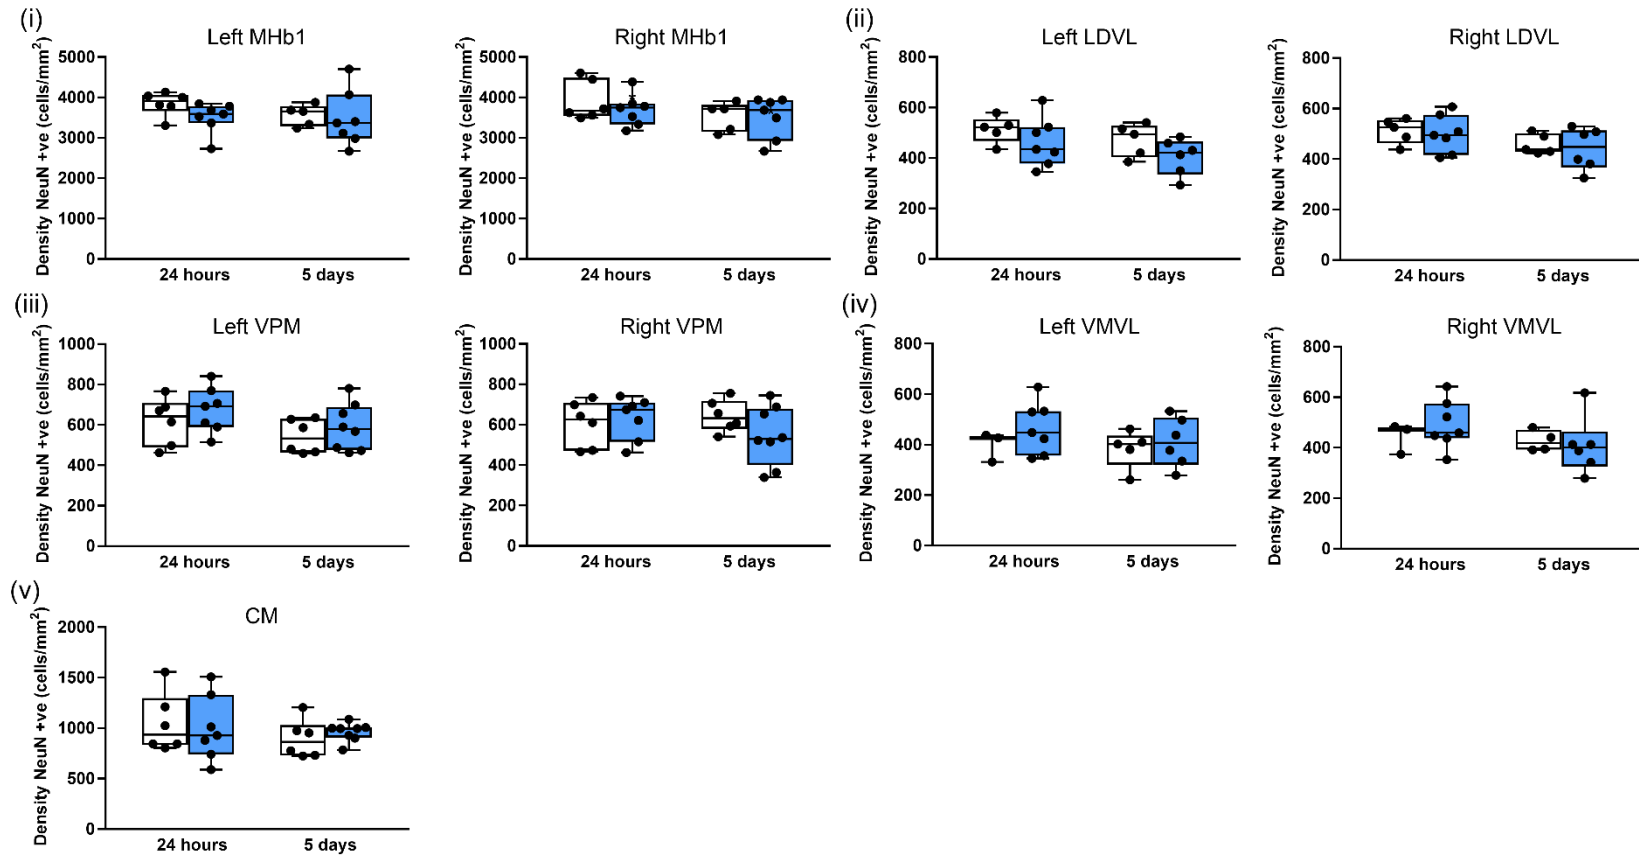 (i)
Left MHb1
Density NeuN +ve (cells/mm²)
5000
4000
3000
2000
1000
0
24 hours
5 days
Right MHb1
Density NeuN +ve (cells/mm²)
5000
4000
3000
2000
1000
0
24 hours
5 days
(ii)
Left LDVL
Density NeuN +ve (cells/mm²)
800
600
400
200
0
24 hours
5 days
Right LDVL
Density NeuN +ve (cells/mm²)
800
600
400
200
0
24 hours
5 days
(iii)
Left VPM
Density NeuN +ve (cells/mm²)
1000
800
600
400
200
0
24 hours
5 days
Right VPM
Density NeuN +ve (cells/mm²)
1000
800
600
400
200
0
24 hours
5 days
(iv)
Left VMVL
Density NeuN +ve (cells/mm²)
800
600
400
200
0
24 hours
5 days
Right VMVL
Density NeuN +ve (cells/mm²)
800
600
400
200
0
24 hours
5 days
(v)
CM
Density NeuN +ve (cells/mm²)
2000
1500
1000
500
0
24 hours
5 days